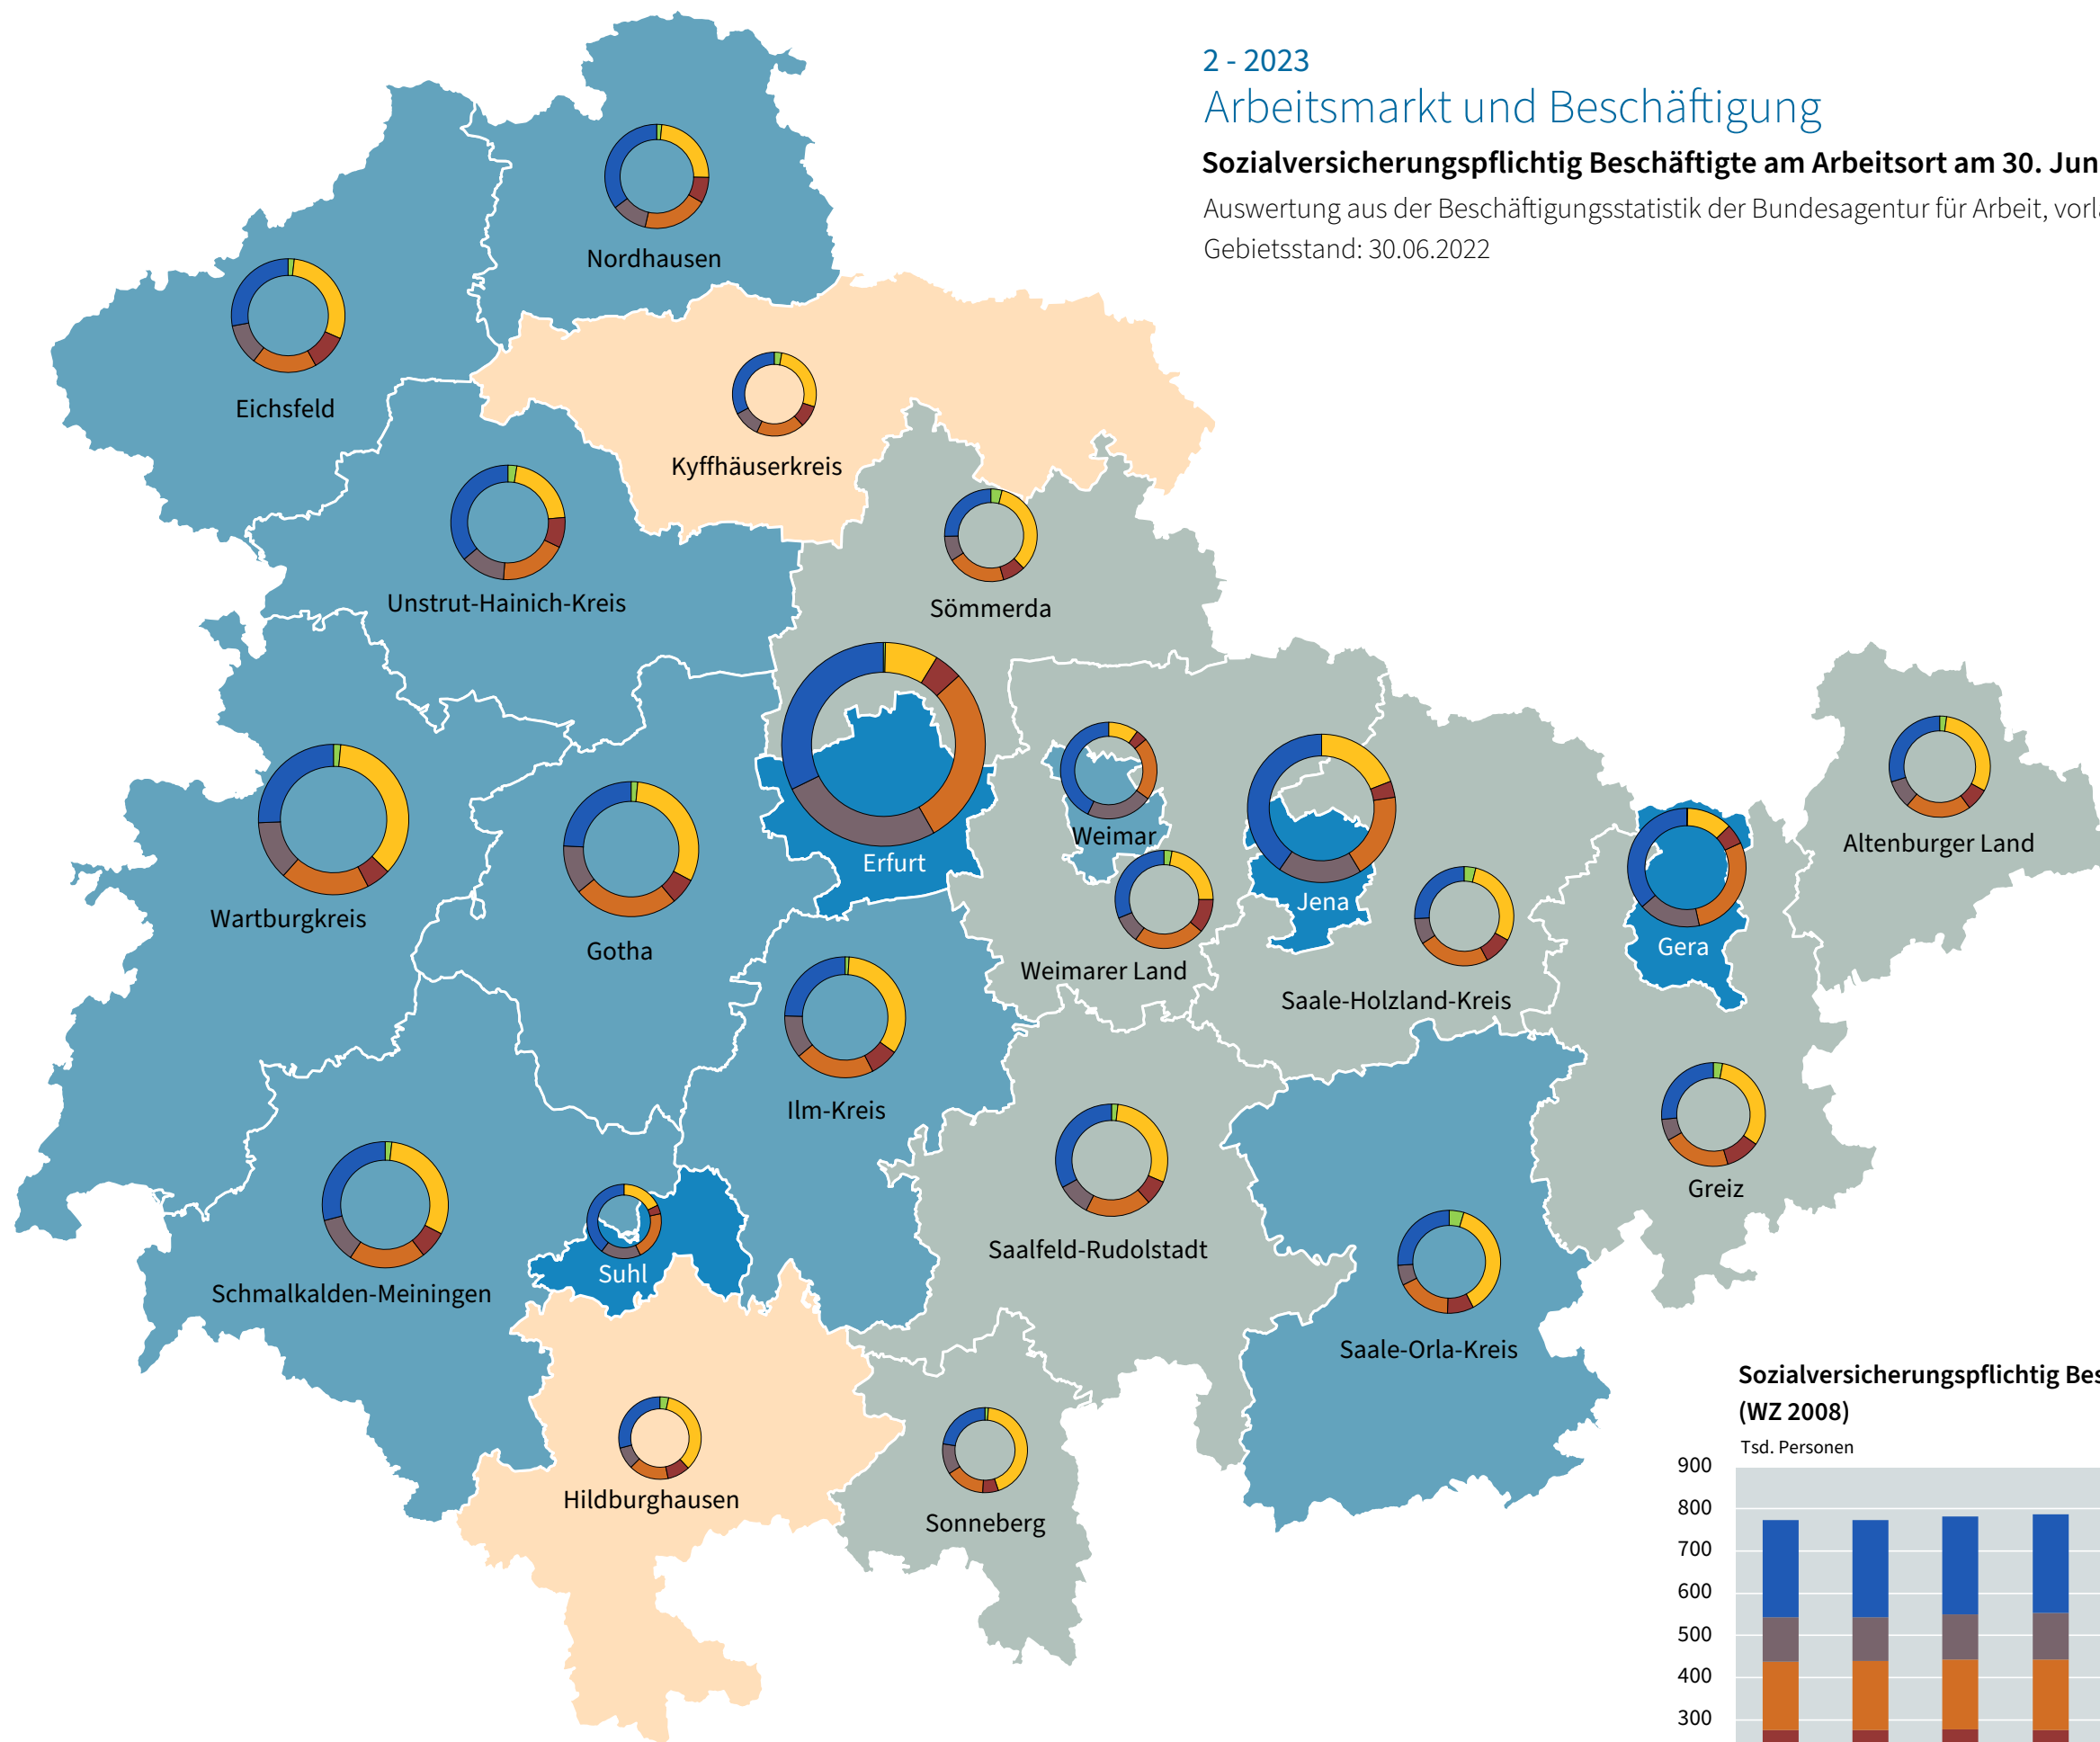 2 - 2023
Arbeitsmarkt und Beschäftigung
Sozialversicherungspflichtig Beschäftigte am Arbeitsort am 30.
Auswertung aus der Beschäftigungsstatistik der Bundesagentur für Arbeit,
Gebietsstand: 30.06.2022
Nordhausen
Eichsfeld
Kyffhäuserkreis
Unstrut-Hainich-Kreis
Sömmerda
Weimar
Altenburger Land
Erfurt
Jena
Wartburgkreis
Gera
Gotha
Weimarer Land
Saale-Holzland-Kreis
Ilm-Kreis
Greiz
Saalfeld-Rudolstadt
Suhl
Schmalkalden-Meiningen
Saale-Orla-Kreis
Hildburghausen
Sonneberg
Sozialversicherungspflichtig
(WZ 2008)
Tsd. Personen
900
800
700
600
500
400
300